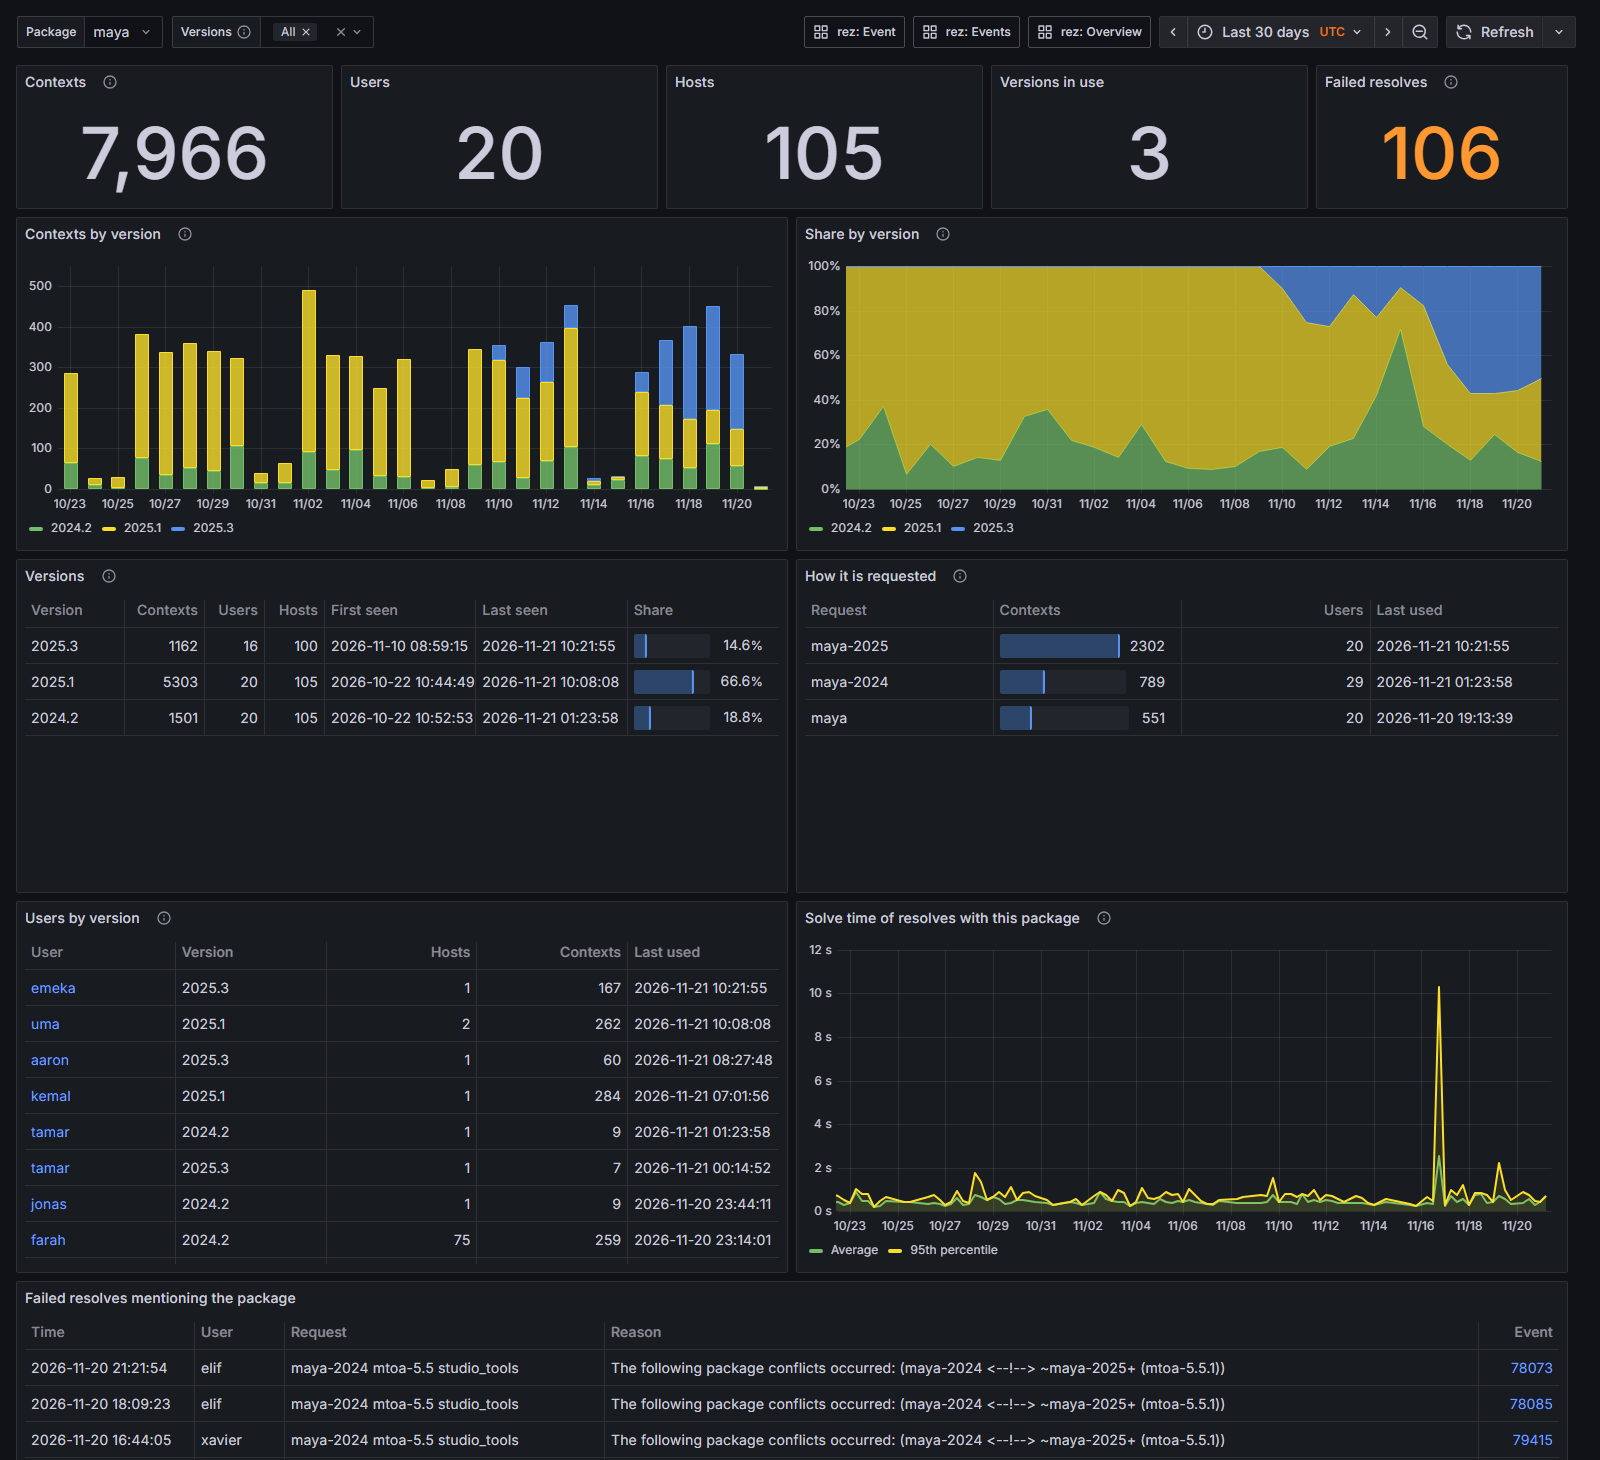 Package maya Versions All rez: Event rez: Events rez: Overview Last 30 days UTC Refresh
Contexts
7,966
Users
20
Hosts
105
Versions in use
3
Failed resolves
106
Contexts by version
500
400
300
200
100
0
10/23 10/25 10/27 10/29 10/31 11/02 11/04 11/06 11/08 11/10 11/12 11/14 11/16 11/18 11/20
2024.2 2025.1 2025.3
Share by version
100%
80%
60%
40%
20%
0%
10/23 10/25 10/27 10/29 10/31 11/02 11/04 11/06 11/08 11/10 11/12 11/14 11/16 11/18 11/20
2024.2 2025.1 2025.3
Versions
Version Contexts Users Hosts First seen Last seen Share
2025.3 1162 16 100 2026-11-10 08:59:15 2026-11-21 10:21:55 14.6%
2025.1 5303 20 105 2026-10-22 10:44:49 2026-11-21 10:08:08 66.6%
2024.2 1501 20 105 2026-10-22 10:52:53 2026-11-21 01:23:58 18.8%
How it is requested
Request Contexts Users Last used
maya-2025 2302 20 2026-11-21 10:21:55
maya-2024 789 29 2026-11-21 01:23:58
maya 551 20 2026-11-20 19:13:39
Users by version
User Version Hosts Contexts Last used
emeka 2025.3 1 167 2026-11-21 10:21:55
uma 2025.1 2 262 2026-11-21 10:08:08
aaron 2025.3 1 60 2026-11-21 08:27:48
kemal 2025.1 1 284 2026-11-21 07:01:56
tamar 2024.2 1 9 2026-11-21 01:23:58
tamar 2025.3 1 7 2026-11-21 00:14:52
jonas 2024.2 1 9 2026-11-20 23:44:11
farah 2024.2 75 259 2026-11-20 23:14:01
Solve time of resolves with this package
12 s
10 s
8 s
6 s
4 s
2 s
0 s
10/23 10/25 10/27 10/29 10/31 11/02 11/04 11/06 11/08 11/10 11/12 11/14 11/16 11/18 11/20
Average 95th percentile
Failed resolves mentioning the package
Time User Request Reason Event
2026-11-20 21:21:54 elif maya-2024 mtoa-5.5 studio_tools The following package conflicts occurred: (maya-2024 <--!--> ~maya-2025+ (mtoa-5.5.1)) 78073
2026-11-20 18:09:23 elif maya-2024 mtoa-5.5 studio_tools The following package conflicts occurred: (maya-2024 <--!--> ~maya-2025+ (mtoa-5.5.1)) 78085
2026-11-20 16:44:05 xavier maya-2024 mtoa-5.5 studio_tools The following package conflicts occurred: (maya-2024 <--!--> ~maya-2025+ (mtoa-5.5.1)) 79415